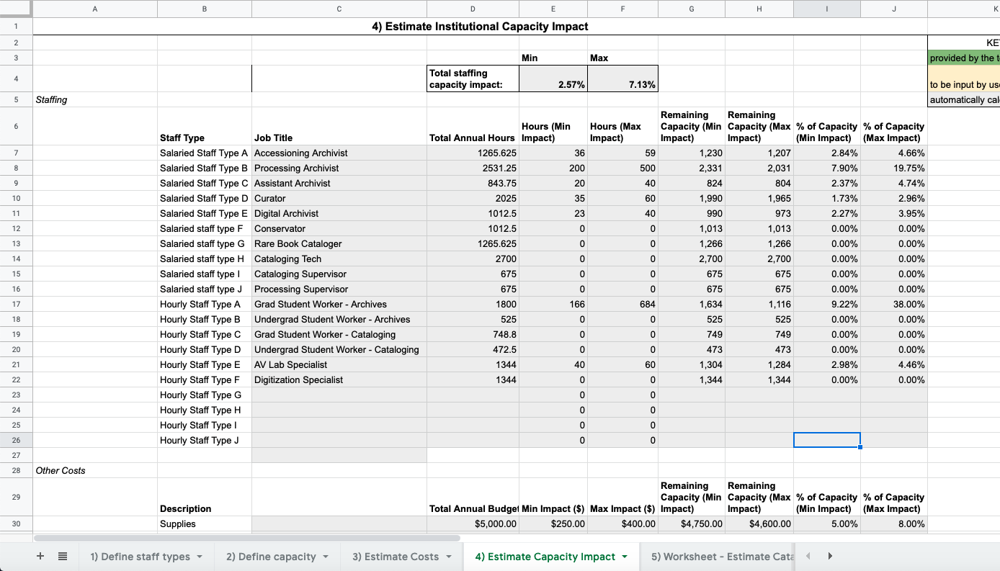 A B C D E F G H I J K
1 4) Estimate Institutional Capacity Impact
2 KEY
3 Min Max provided by the t
4 Total staffing capacity impact: 2.57% 7.13% to be input by use
5 Staffing automatically cal
6 Staff Type Job Title Total Annual Hours Hours (Min Impact) Hours (Max Impact) Remaining Capacity (Min Impact) Remaining Capacity (Max Impact) % of Capacity (Min Impact) % of Capacity (Max Impact)
7 Salaried Staff Type A Accessioning Archivist 1265.625 36 59 1,230 1,207 2.84% 4.66%
8 Salaried Staff Type B Processing Archivist 2531.25 200 500 2,331 2,031 7.90% 19.75%
9 Salaried Staff Type C Assistant Archivist 843.75 20 40 824 804 2.37% 4.74%
10 Salaried Staff Type D Curator 2025 35 60 1,990 1,965 1.73% 2.96%
11 Salaried Staff Type E Digital Archivist 1012.5 23 40 990 973 2.27% 3.95%
12 Salaried staff type F Conservator 1012.5 0 0 1,013 1,013 0.00% 0.00%
13 Salaried staff type G Rare Book Cataloger 1265.625 0 0 1,266 1,266 0.00% 0.00%
14 Salaried staff type H Cataloging Tech 2700 0 0 2,700 2,700 0.00% 0.00%
15 Salaried staff type I Cataloging Supervisor 675 0 0 675 675 0.00% 0.00%
16 Salaried staff type J Processing Supervisor 675 0 0 675 675 0.00% 0.00%
17 Hourly Staff Type A Grad Student Worker - Archives 1800 166 684 1,634 1,116 9.22% 38.00%
18 Hourly Staff Type B Undergrad Student Worker - Archives 525 0 0 525 525 0.00% 0.00%
19 Hourly Staff Type C Grad Student Worker - Cataloging 748.8 0 0 749 749 0.00% 0.00%
20 Hourly Staff Type D Undergrad Student Worker - Cataloging 472.5 0 0 473 473 0.00% 0.00%
21 Hourly Staff Type E AV Lab Specialist 1344 40 60 1,304 1,284 2.98% 4.46%
22 Hourly Staff Type F Digitization Specialist 1344 0 0 1,344 1,344 0.00% 0.00%
23 Hourly Staff Type G 0 0
24 Hourly Staff Type H 0 0
25 Hourly Staff Type I 0 0
26 Hourly Staff Type J 0 0
27
28 Other Costs
29 Description Total Annual Budget Min Impact ($) Max Impact ($) Remaining Capacity (Min Impact) Remaining Capacity (Max Impact) % of Capacity (Min Impact) % of Capacity (Max Impact)
30 Supplies $5,000.00 $250.00 $400.00 $4,750.00 $4,600.00 5.00% 8.00%
1) Define staff types 2) Define capacity 3) Estimate Costs 4) Estimate Capacity Impact 5) Worksheet - Estimate Cata